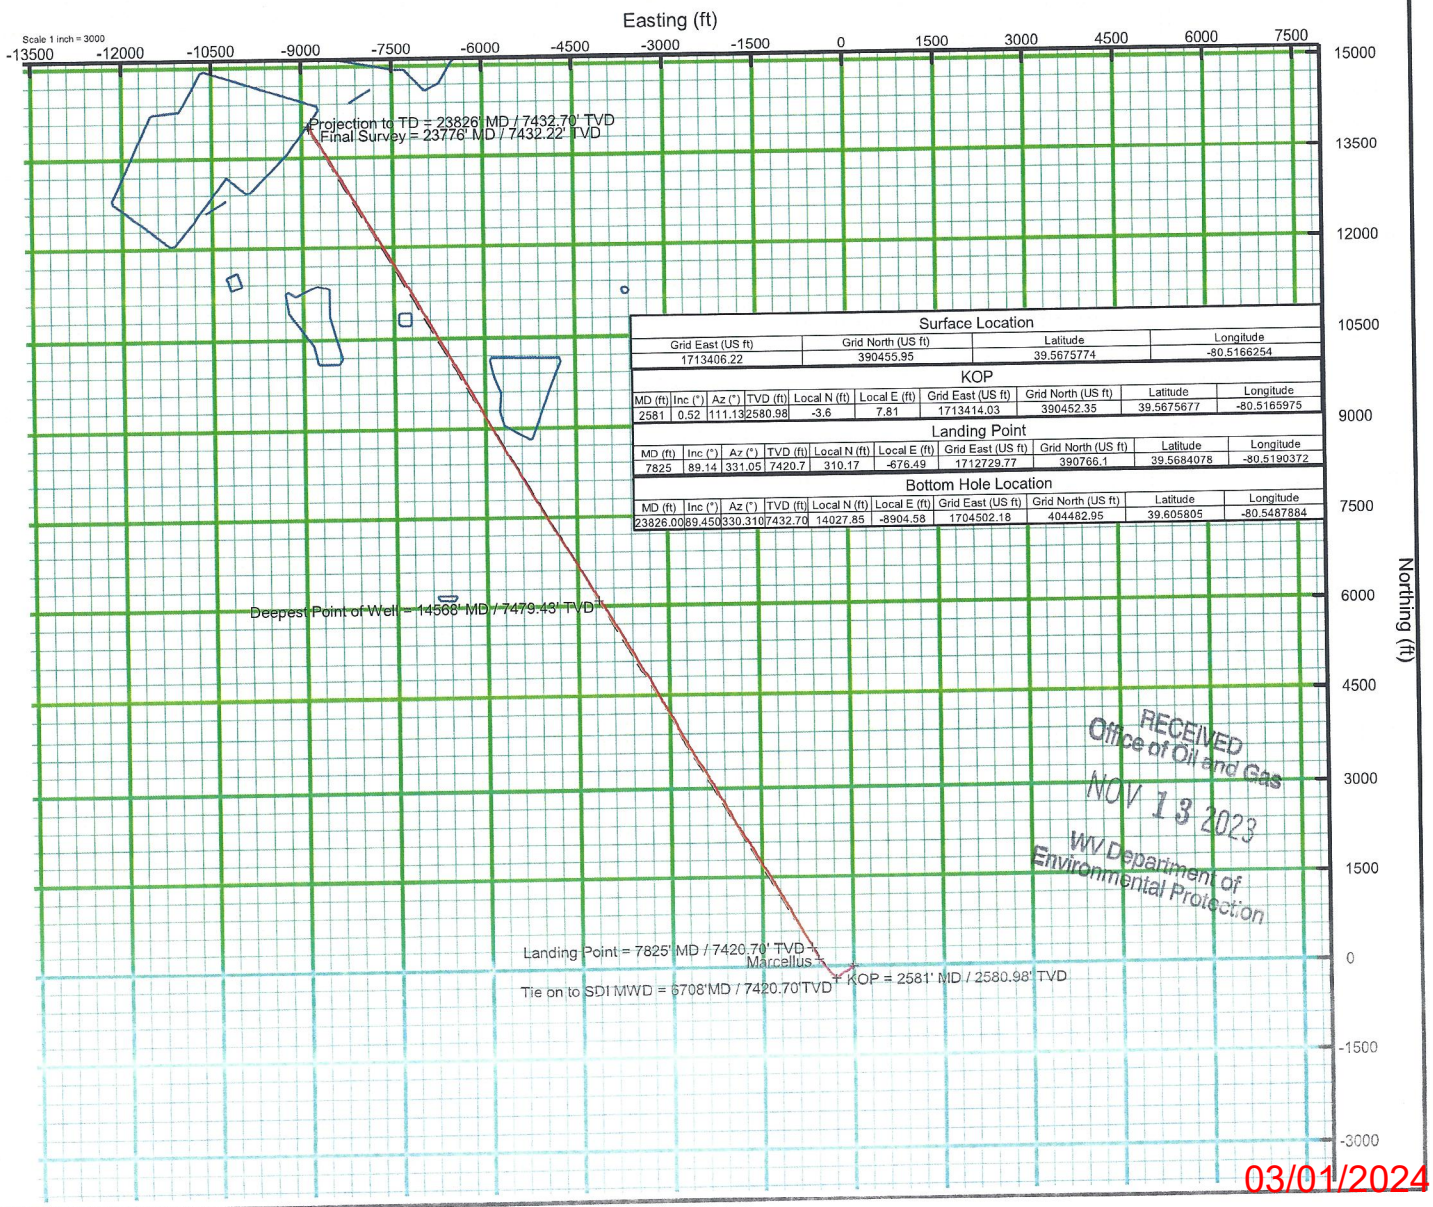 Easting (ft)
Scale 1 inch = 3000
-13500 -12000 -10500 -9000 -7500 -6000 -4500 -3000 -1500 0 1500 3000 4500 6000 7500
15000
Projection to TD = 23826' MD / 7432.70' TVD
Final Survey = 23776' MD / 7432.22' TVD
13500
12000
10500
Surface Location
Grid East (US ft) Grid North (US ft) Latitude Longitude
1713406.22 390455.95 39.5675774 -80.5166254
KOP
MD (ft) Inc (°) Az (°) TVD (ft) Local N (ft) Local E (ft) Grid East (US ft) Grid North (US ft) Latitude Longitude
2581 0.52 111.13 2580.98 -3.6 7.81 1713414.03 390452.35 39.5675677 -80.5165975
9000
Landing Point
MD (ft) Inc (°) Az (°) TVD (ft) Local N (ft) Local E (ft) Grid East (US ft) Grid North (US ft) Latitude Longitude
7825 89.14 331.05 7420.7 310.17 -676.49 1712729.77 390766.1 39.5684078 -80.5190372
Bottom Hole Location
MD (ft) Inc (°) Az (°) TVD (ft) Local N (ft) Local E (ft) Grid East (US ft) Grid North (US ft) Latitude Longitude
23826.00 89.450 330.310 7432.70 14027.85 -8904.58 1704502.18 404482.95 39.605805 -80.5487884
7500
Northing (ft)
6000
Deepest Point of Well = 14568' MD / 7479.43' TVD
4500
RECEIVED
Office of Oil and Gas
NOV 13 2023
WV Department of
Environmental Protection
3000
1500
Landing Point = 7825' MD / 7420.70' TVD
Marcellus
0
KOP = 2581' MD / 2580.98' TVD
Tie on to SDI MWD = 6708'MD / 7420.70'TVD
-1500
-3000
03/01/2024